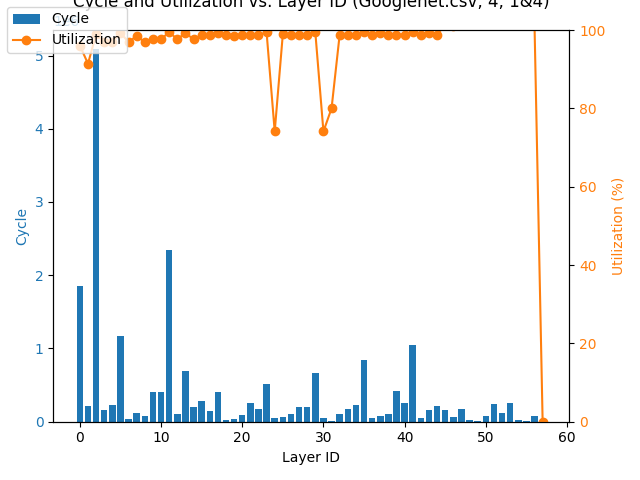 Cycle and Utilization vs. Layer ID (Googlenet.csv, 4, 1&4)
Cycle
Utilization
5
4
3
2
1
0
Cycle
100
80
60
40
20
0
Utilization (%)
0 10 20 30 40 50 60
Layer ID